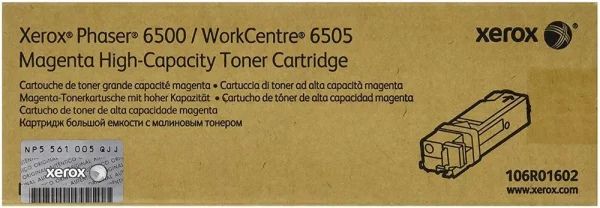 Xerox® Phaser® 6500 / WorkCentre® 6505
Magenta High-Capacity Toner Cartridge
xerox
Cartouche de toner grande capacité magenta • Cartuccia di toner ad alta capacità magenta
Magenta-Tonerkartusche mit hoher Kapazität • Cartucho de tóner de alta capacidad magenta
Cartucho do toner de alta capacidade magenta
Картридж большой емкости с малиновым тонером
NP5 561 005 QJJ
xerox
106R01602
www.xerox.com